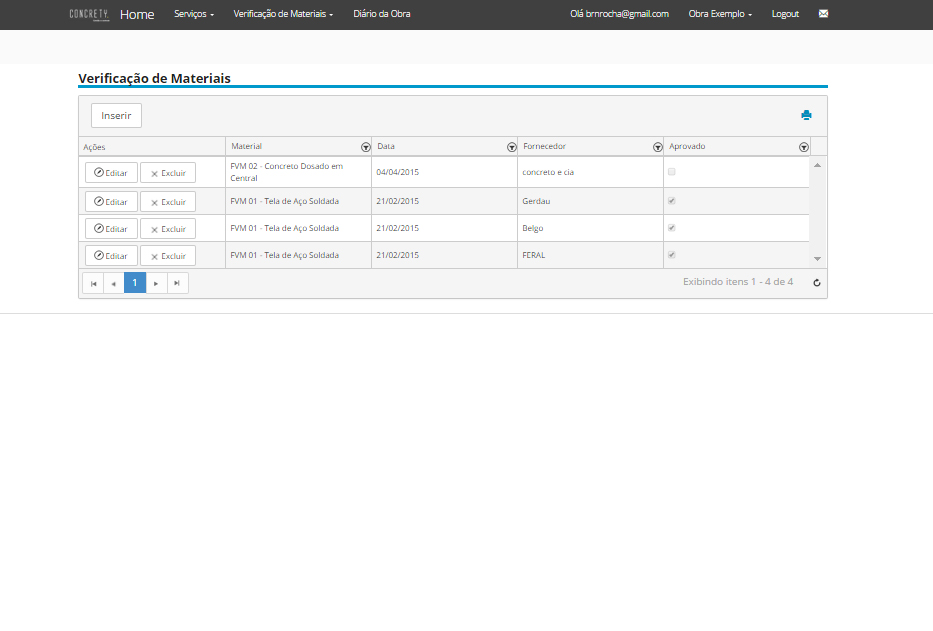 CONCRETY Home Serviços Verificação de Materiais Diário da Obra Olá brnrocha@gmail.com Obra Exemplo Logout
Verificação de Materiais
Inserir
Ações Material Data Fornecedor Aprovado
Editar Excluir FVM 02 - Concreto Dosado em
Central 04/04/2015 concreto e cia
Editar Excluir FVM 01 - Tela de Aço Soldada 21/02/2015 Gerdau
Editar Excluir FVM 01 - Tela de Aço Soldada 21/02/2015 Belgo
Editar Excluir FVM 01 - Tela de Aço Soldada 21/02/2015 FERAL
1 Exibindo itens 1 - 4 de 4